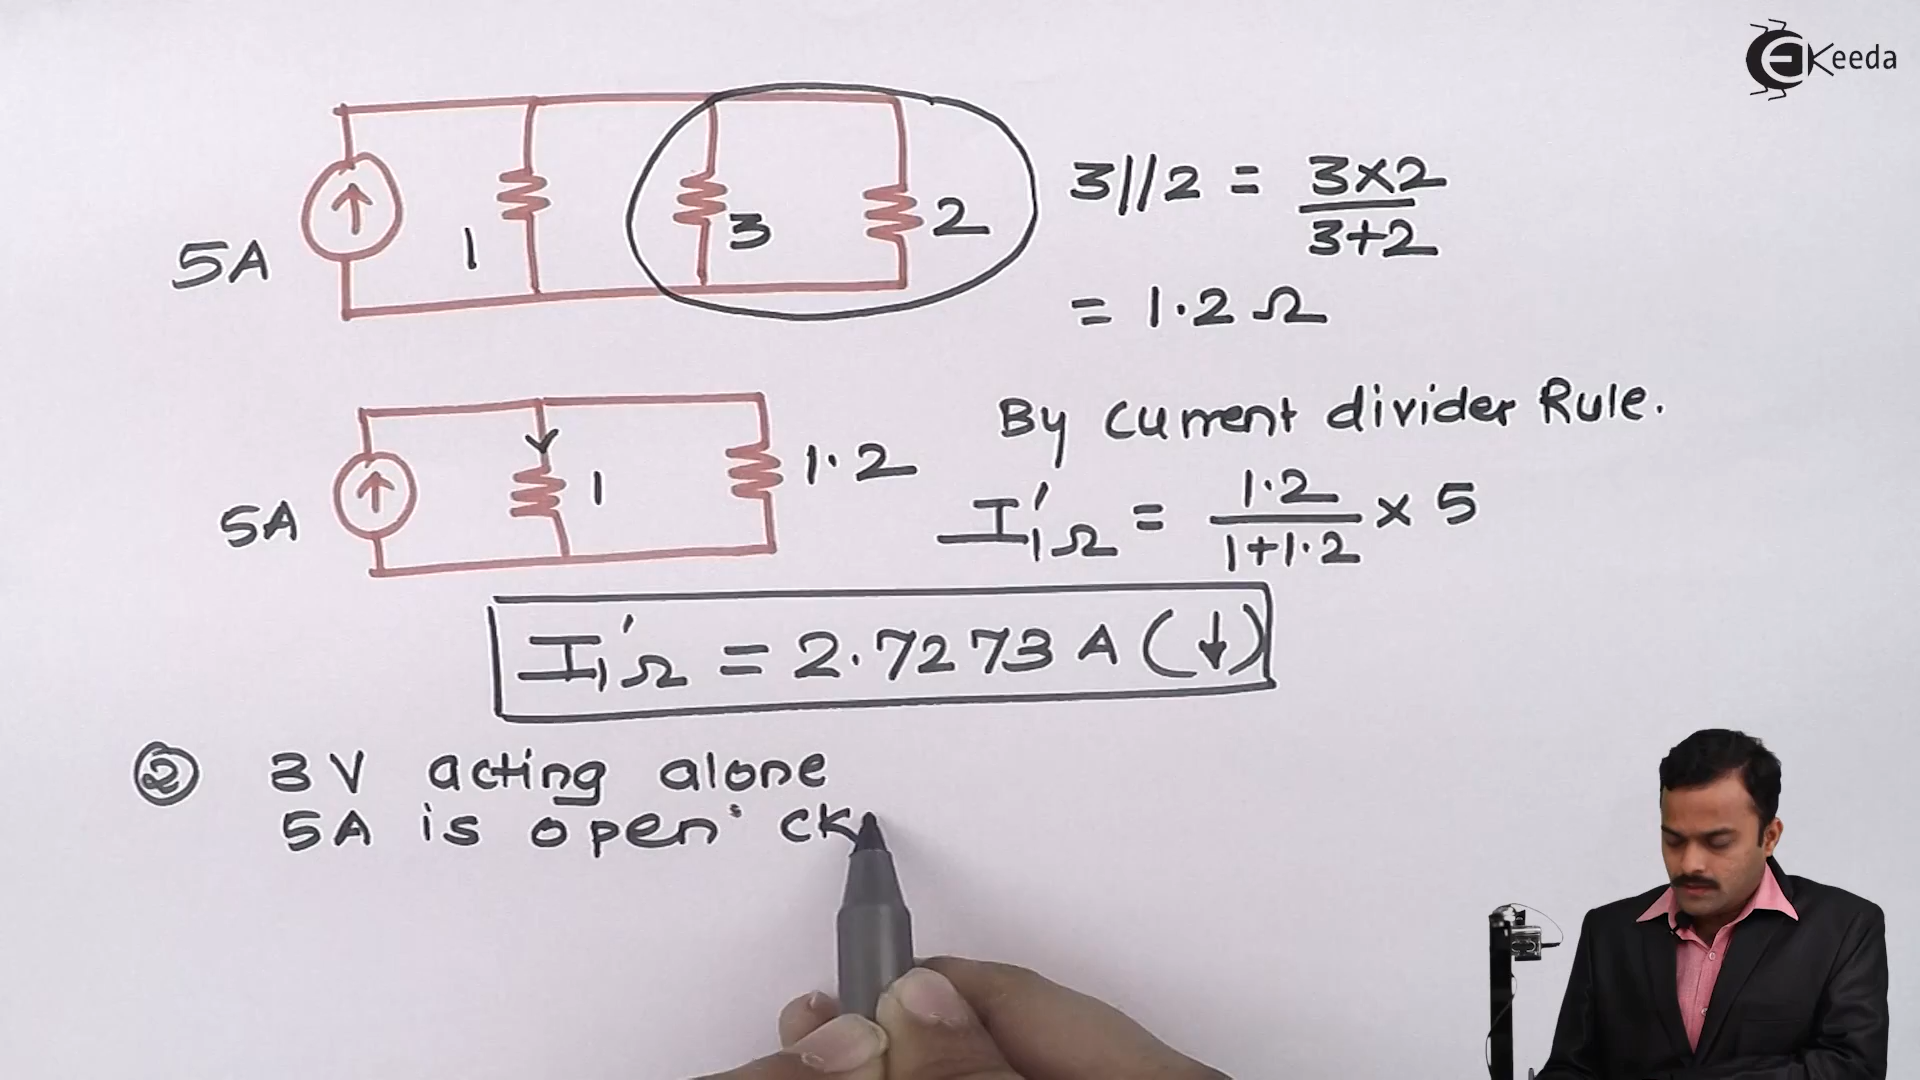 Keeda
5A 1 3 2 3//2 = 3×2
3+2
= 1.2 Ω
By current divider Rule.
5A 1 1.2 I'1Ω = 1.2 × 5
1+1.2
I'1Ω = 2.7273 A (↓)
② 3V acting alone
5A is open ck